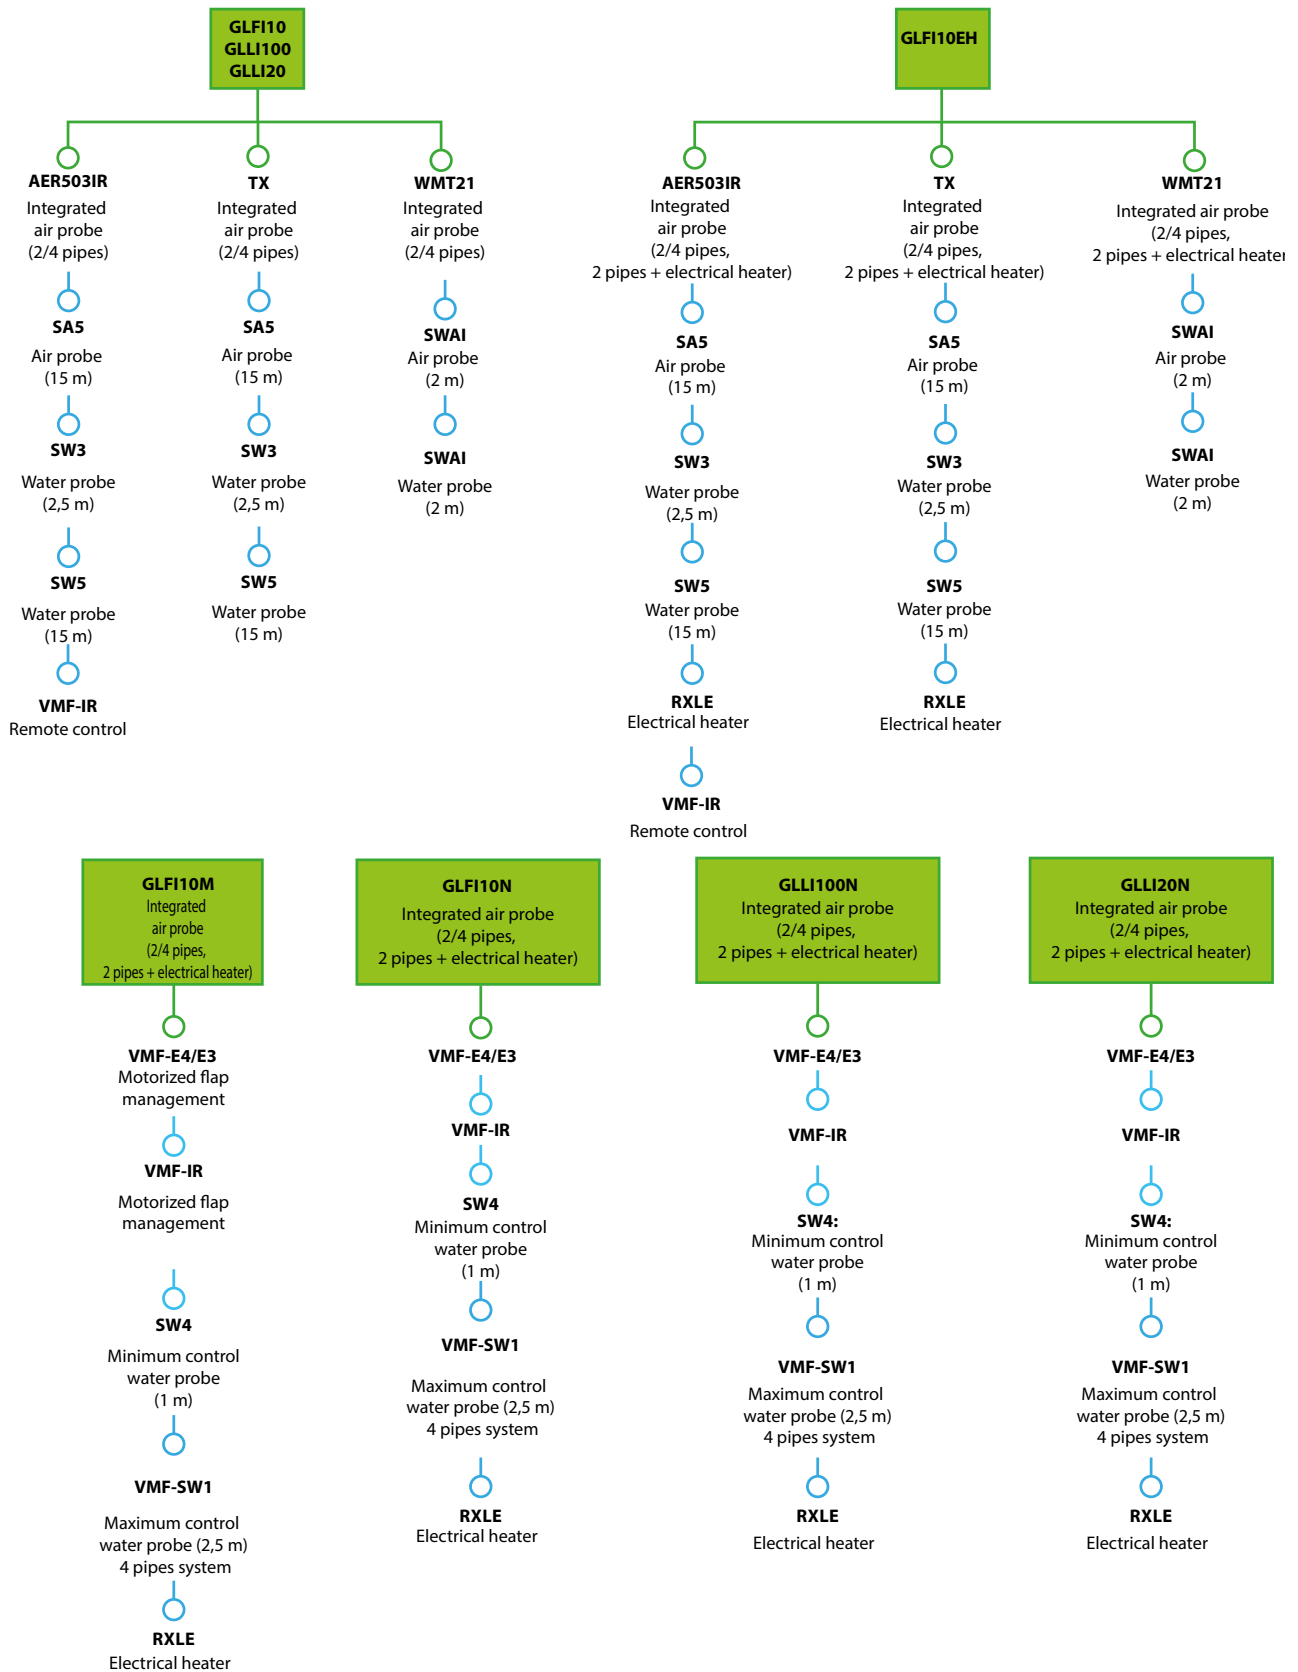 GLFI10
GLLI100
GLLI20
AER503IR
Integrated
air probe
(2/4 pipes)
SA5
Air probe
(15 m)
SW3
Water probe
(2,5 m)
SW5
Water probe
(15 m)
VMF-IR
Remote control
TX
Integrated
air probe
(2/4 pipes)
SA5
Air probe
(15 m)
SW3
Water probe
(2,5 m)
SW5
Water probe
(15 m)
WMT21
Integrated
air probe
(2/4 pipes)
SWAI
Air probe
(2 m)
SWAI
Water probe
(2 m)
GLFI10EH
AER503IR
Integrated
air probe
(2/4 pipes,
2 pipes + electrical heater)
SA5
Air probe
(15 m)
SW3
Water probe
(2,5 m)
SW5
Water probe
(15 m)
RXLE
Electrical heater
VMF-IR
Remote control
TX
Integrated
air probe
(2/4 pipes,
2 pipes + electrical heater)
SA5
Air probe
(15 m)
SW3
Water probe
(2,5 m)
SW5
Water probe
(15 m)
RXLE
Electrical heater
WMT21
Integrated air probe
(2/4 pipes,
2 pipes + electrical heater
SWAI
Air probe
(2 m)
SWAI
Water probe
(2 m)
GLFI10M
Integrated
air probe
(2/4 pipes,
2 pipes + electrical heater)
VMF-E4/E3
Motorized flap
management
VMF-IR
Motorized flap
management
SW4
Minimum control
water probe
(1 m)
VMF-SW1
Maximum control
water probe (2,5 m)
4 pipes system
RXLE
Electrical heater
GLFI10N
Integrated air probe
(2/4 pipes,
2 pipes + electrical heater)
VMF-E4/E3
VMF-IR
SW4
Minimum control
water probe
(1 m)
VMF-SW1
Maximum control
water probe (2,5 m)
4 pipes system
RXLE
Electrical heater
GLLI100N
Integrated air probe
(2/4 pipes,
2 pipes + electrical heater)
VMF-E4/E3
VMF-IR
SW4:
Minimum control
water probe
(1 m)
VMF-SW1
Maximum control
water probe (2,5 m)
4 pipes system
RXLE
Electrical heater
GLLI20N
Integrated air probe
(2/4 pipes,
2 pipes + electrical heater)
VMF-E4/E3
VMF-IR
SW4:
Minimum control
water probe
(1 m)
VMF-SW1
Maximum control
water probe (2,5 m)
4 pipes system
RXLE
Electrical heater